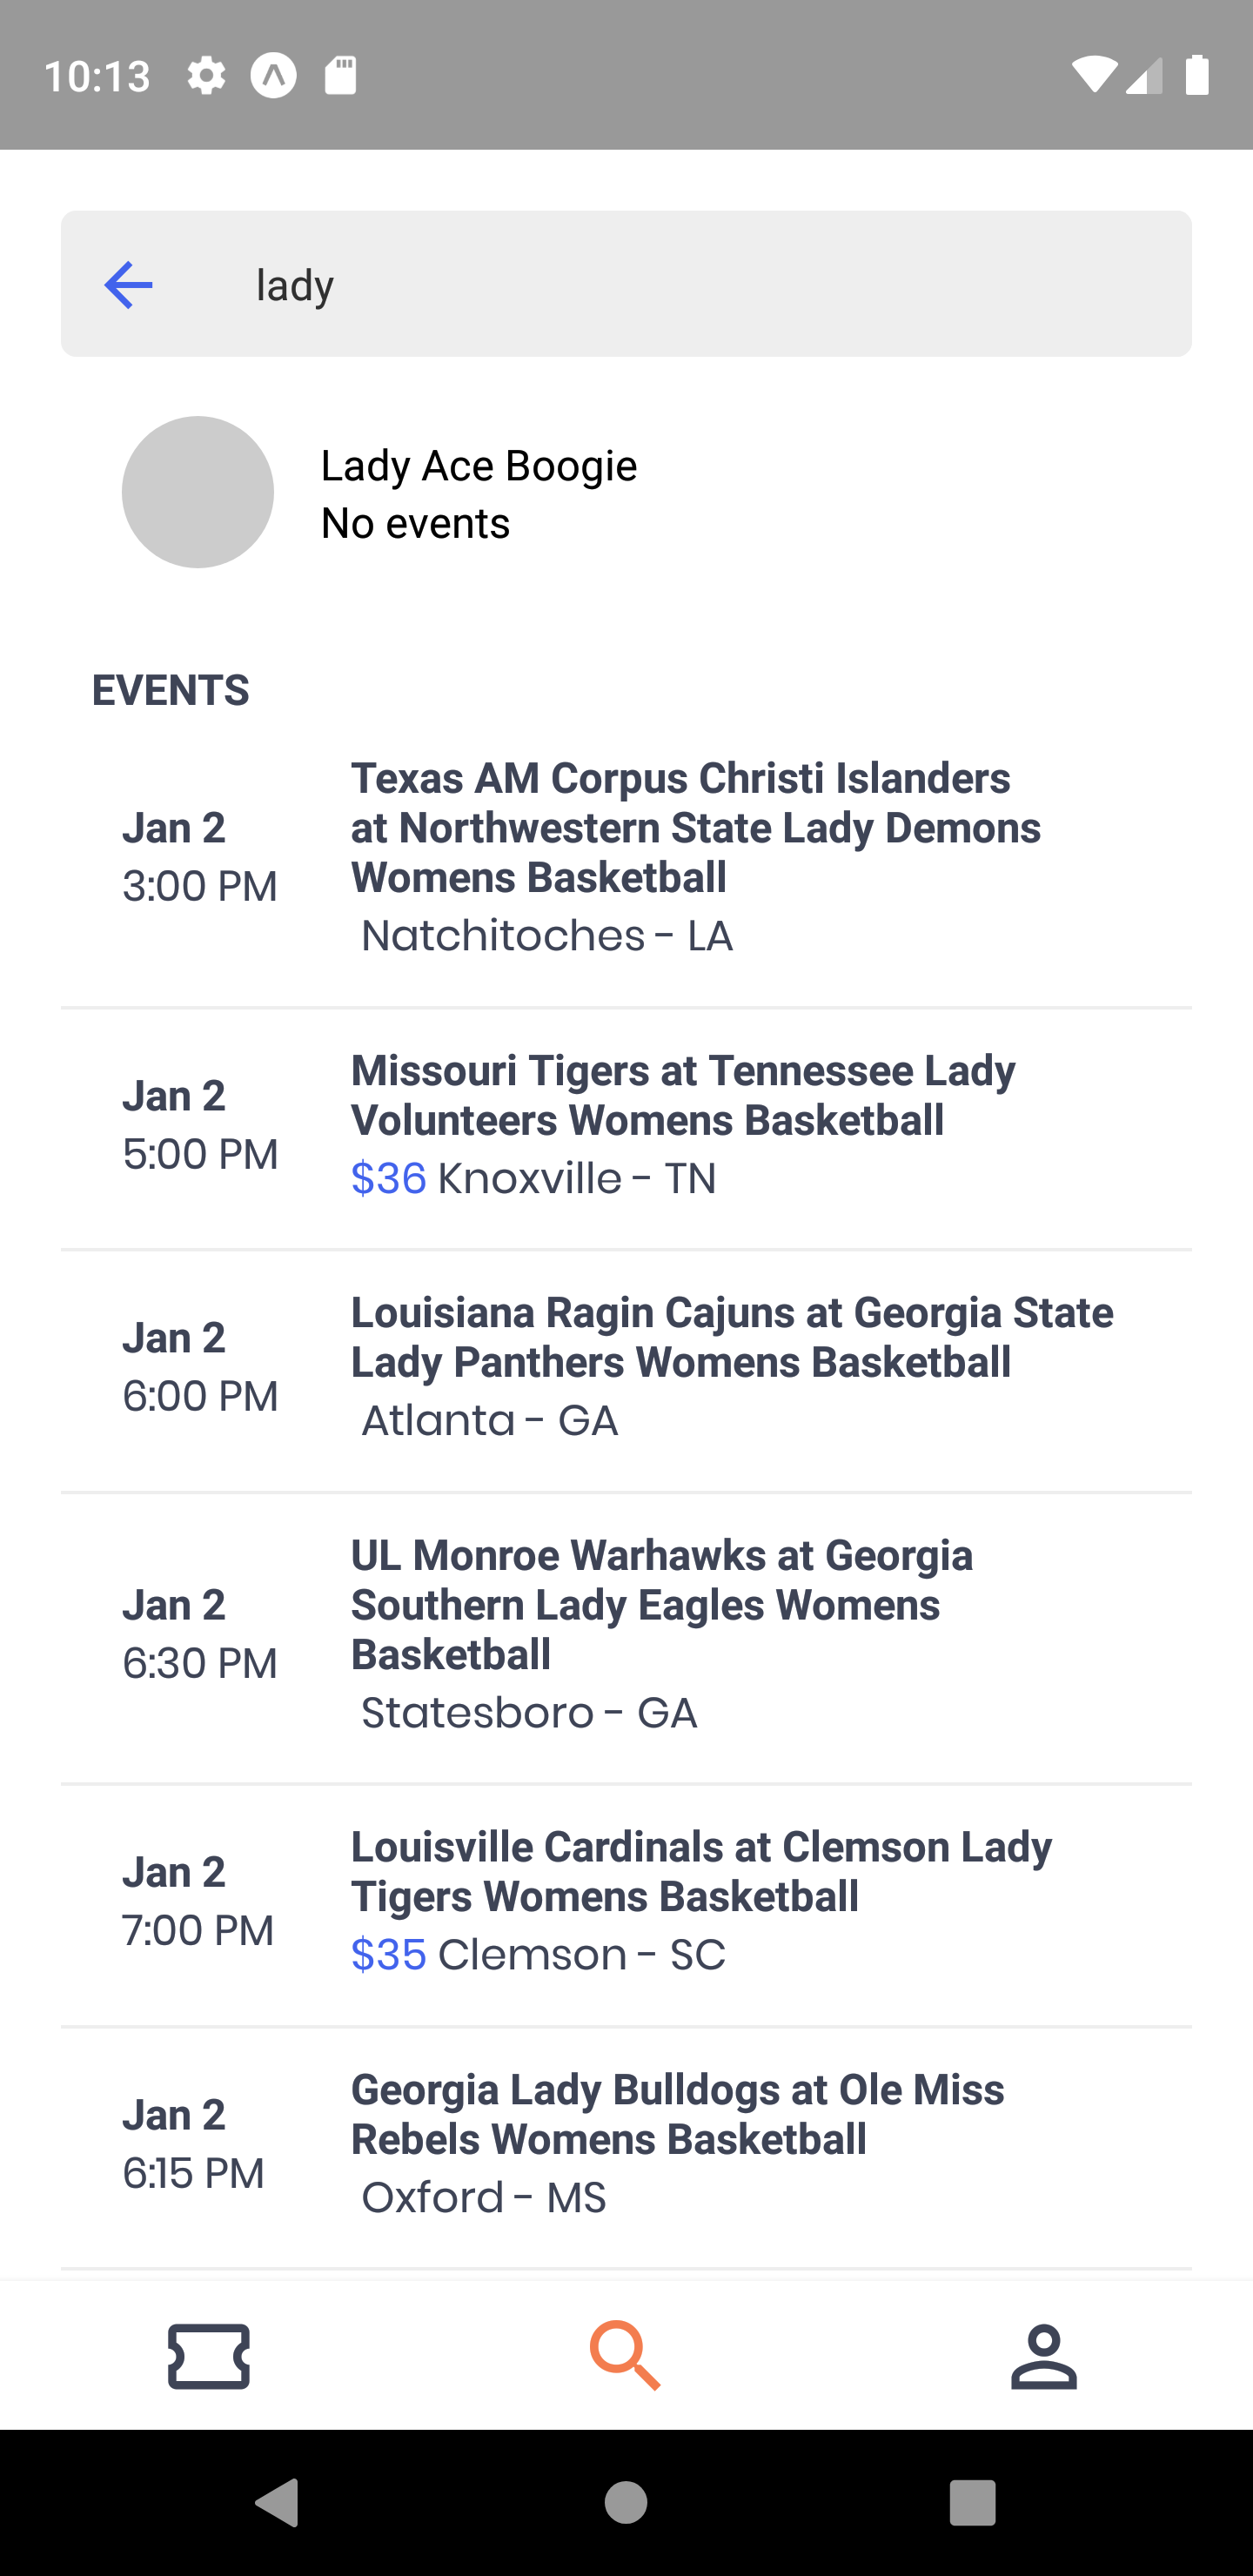 10:13
lady
Lady Ace Boogie
No events
EVENTS
Jan 2
3:00 PM
Texas AM Corpus Christi Islanders
at Northwestern State Lady Demons
Womens Basketball
Natchitoches - LA
Jan 2
5:00 PM
Missouri Tigers at Tennessee Lady
Volunteers Womens Basketball
$36 Knoxville - TN
Jan 2
6:00 PM
Louisiana Ragin Cajuns at Georgia State
Lady Panthers Womens Basketball
Atlanta - GA
Jan 2
6:30 PM
UL Monroe Warhawks at Georgia
Southern Lady Eagles Womens
Basketball
Statesboro - GA
Jan 2
7:00 PM
Louisville Cardinals at Clemson Lady
Tigers Womens Basketball
$35 Clemson - SC
Jan 2
6:15 PM
Georgia Lady Bulldogs at Ole Miss
Rebels Womens Basketball
Oxford - MS